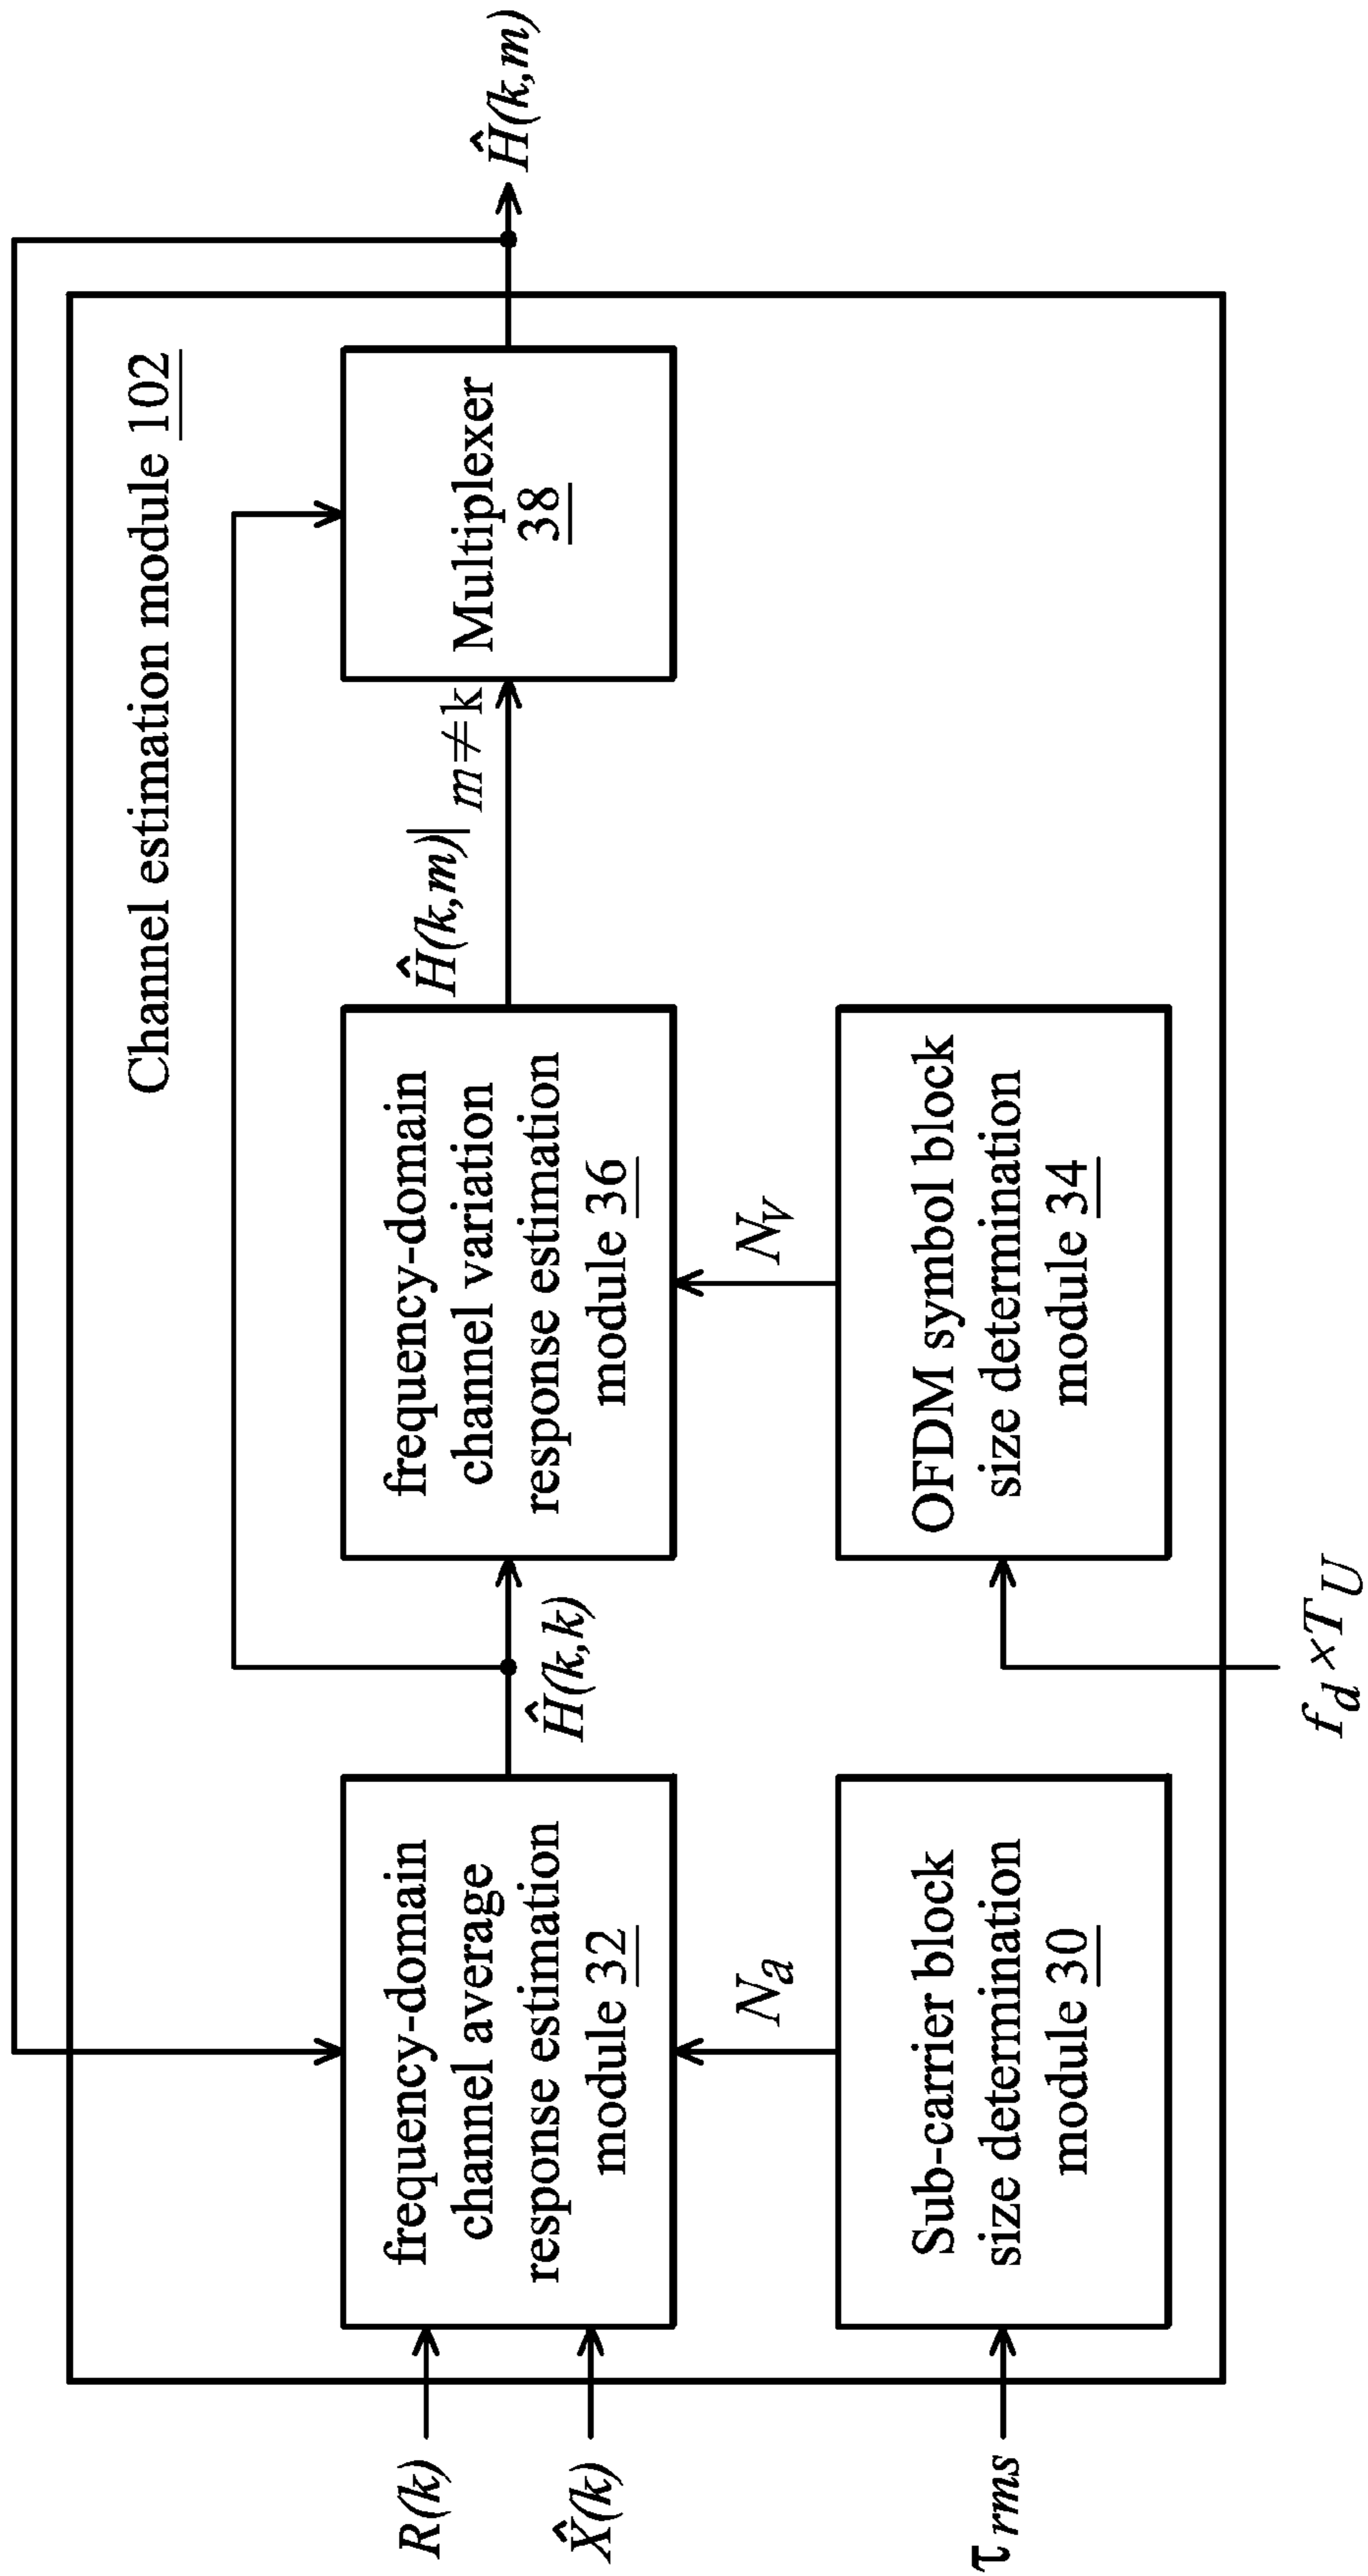 Channel estimation module 102
R(k)
X̂(k)
frequency-domain
channel average
response estimation
module 32
Ĥ(k,k)
frequency-domain
channel variation
response estimation
module 36
Ĥ(k,m)| m≠k
Multiplexer
38
Ĥ(k,m)
N_a
N_v
τ_rms
Sub-carrier block
size determination
module 30
OFDM symbol block
size determination
module 34
f_d×T_U